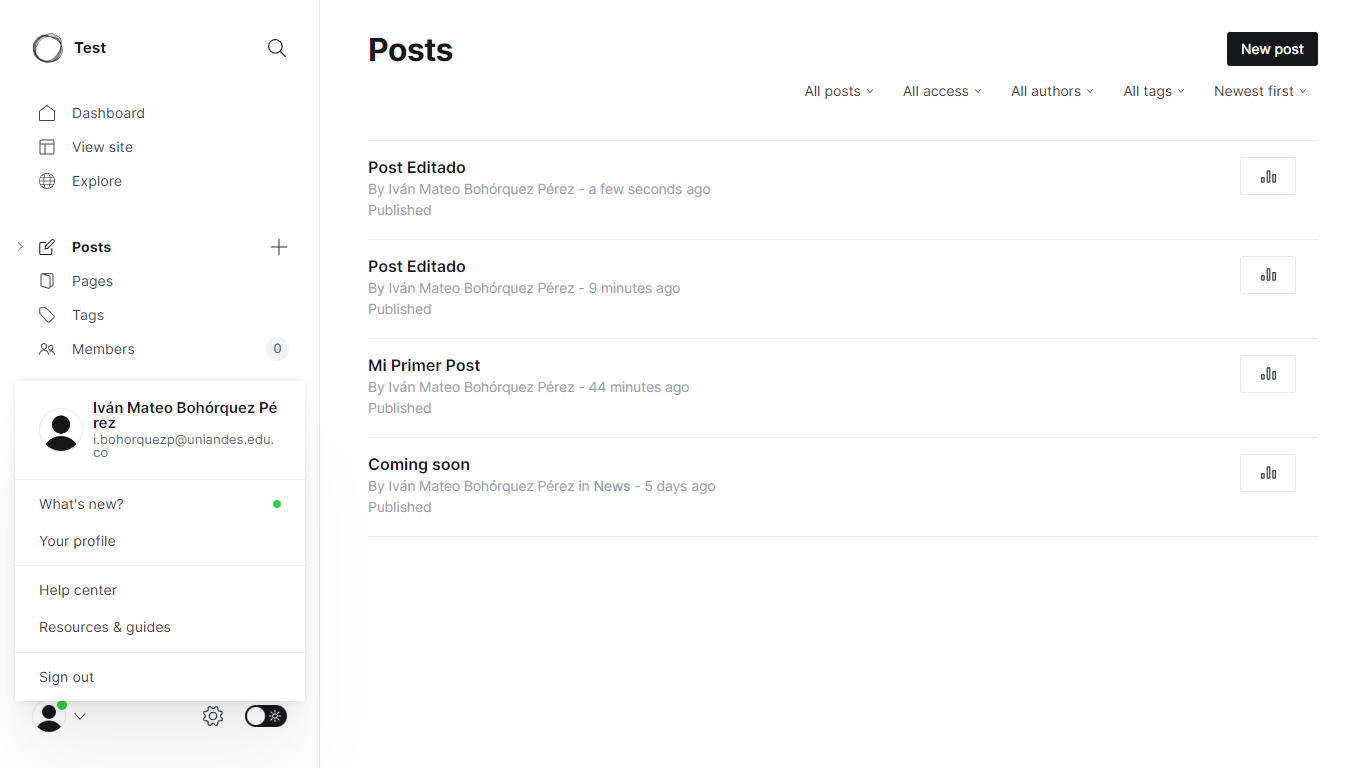 Test
Dashboard
View site
Explore
Posts
Pages
Tags
Members
0
Iván Mateo Bohórquez Pé
rez
i.bohorquezp@uniandes.edu.
co
What's new?
Your profile
Help center
Resources & guides
Sign out
Posts
New post
All posts
All access
All authors
All tags
Newest first
Post Editado
By Iván Mateo Bohórquez Pérez - a few seconds ago
Published
Post Editado
By Iván Mateo Bohórquez Pérez - 9 minutes ago
Published
Mi Primer Post
By Iván Mateo Bohórquez Pérez - 44 minutes ago
Published
Coming soon
By Iván Mateo Bohórquez Pérez in News - 5 days ago
Published